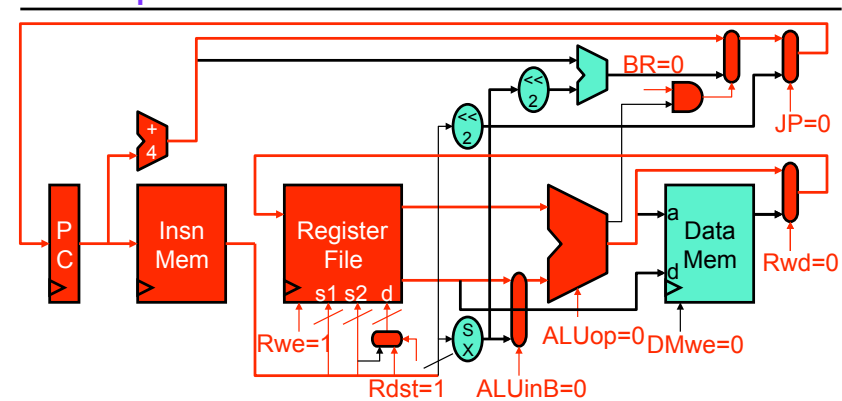 BR=0
<<
2
<<
2
+
4
JP=0
P
C
Insn
Mem
Register
File
s1 s2 d
a
Data
Mem
d
Rwd=0
Rwe=1
S
X
ALUop=0
DMwe=0
Rdst=1
ALUinB=0